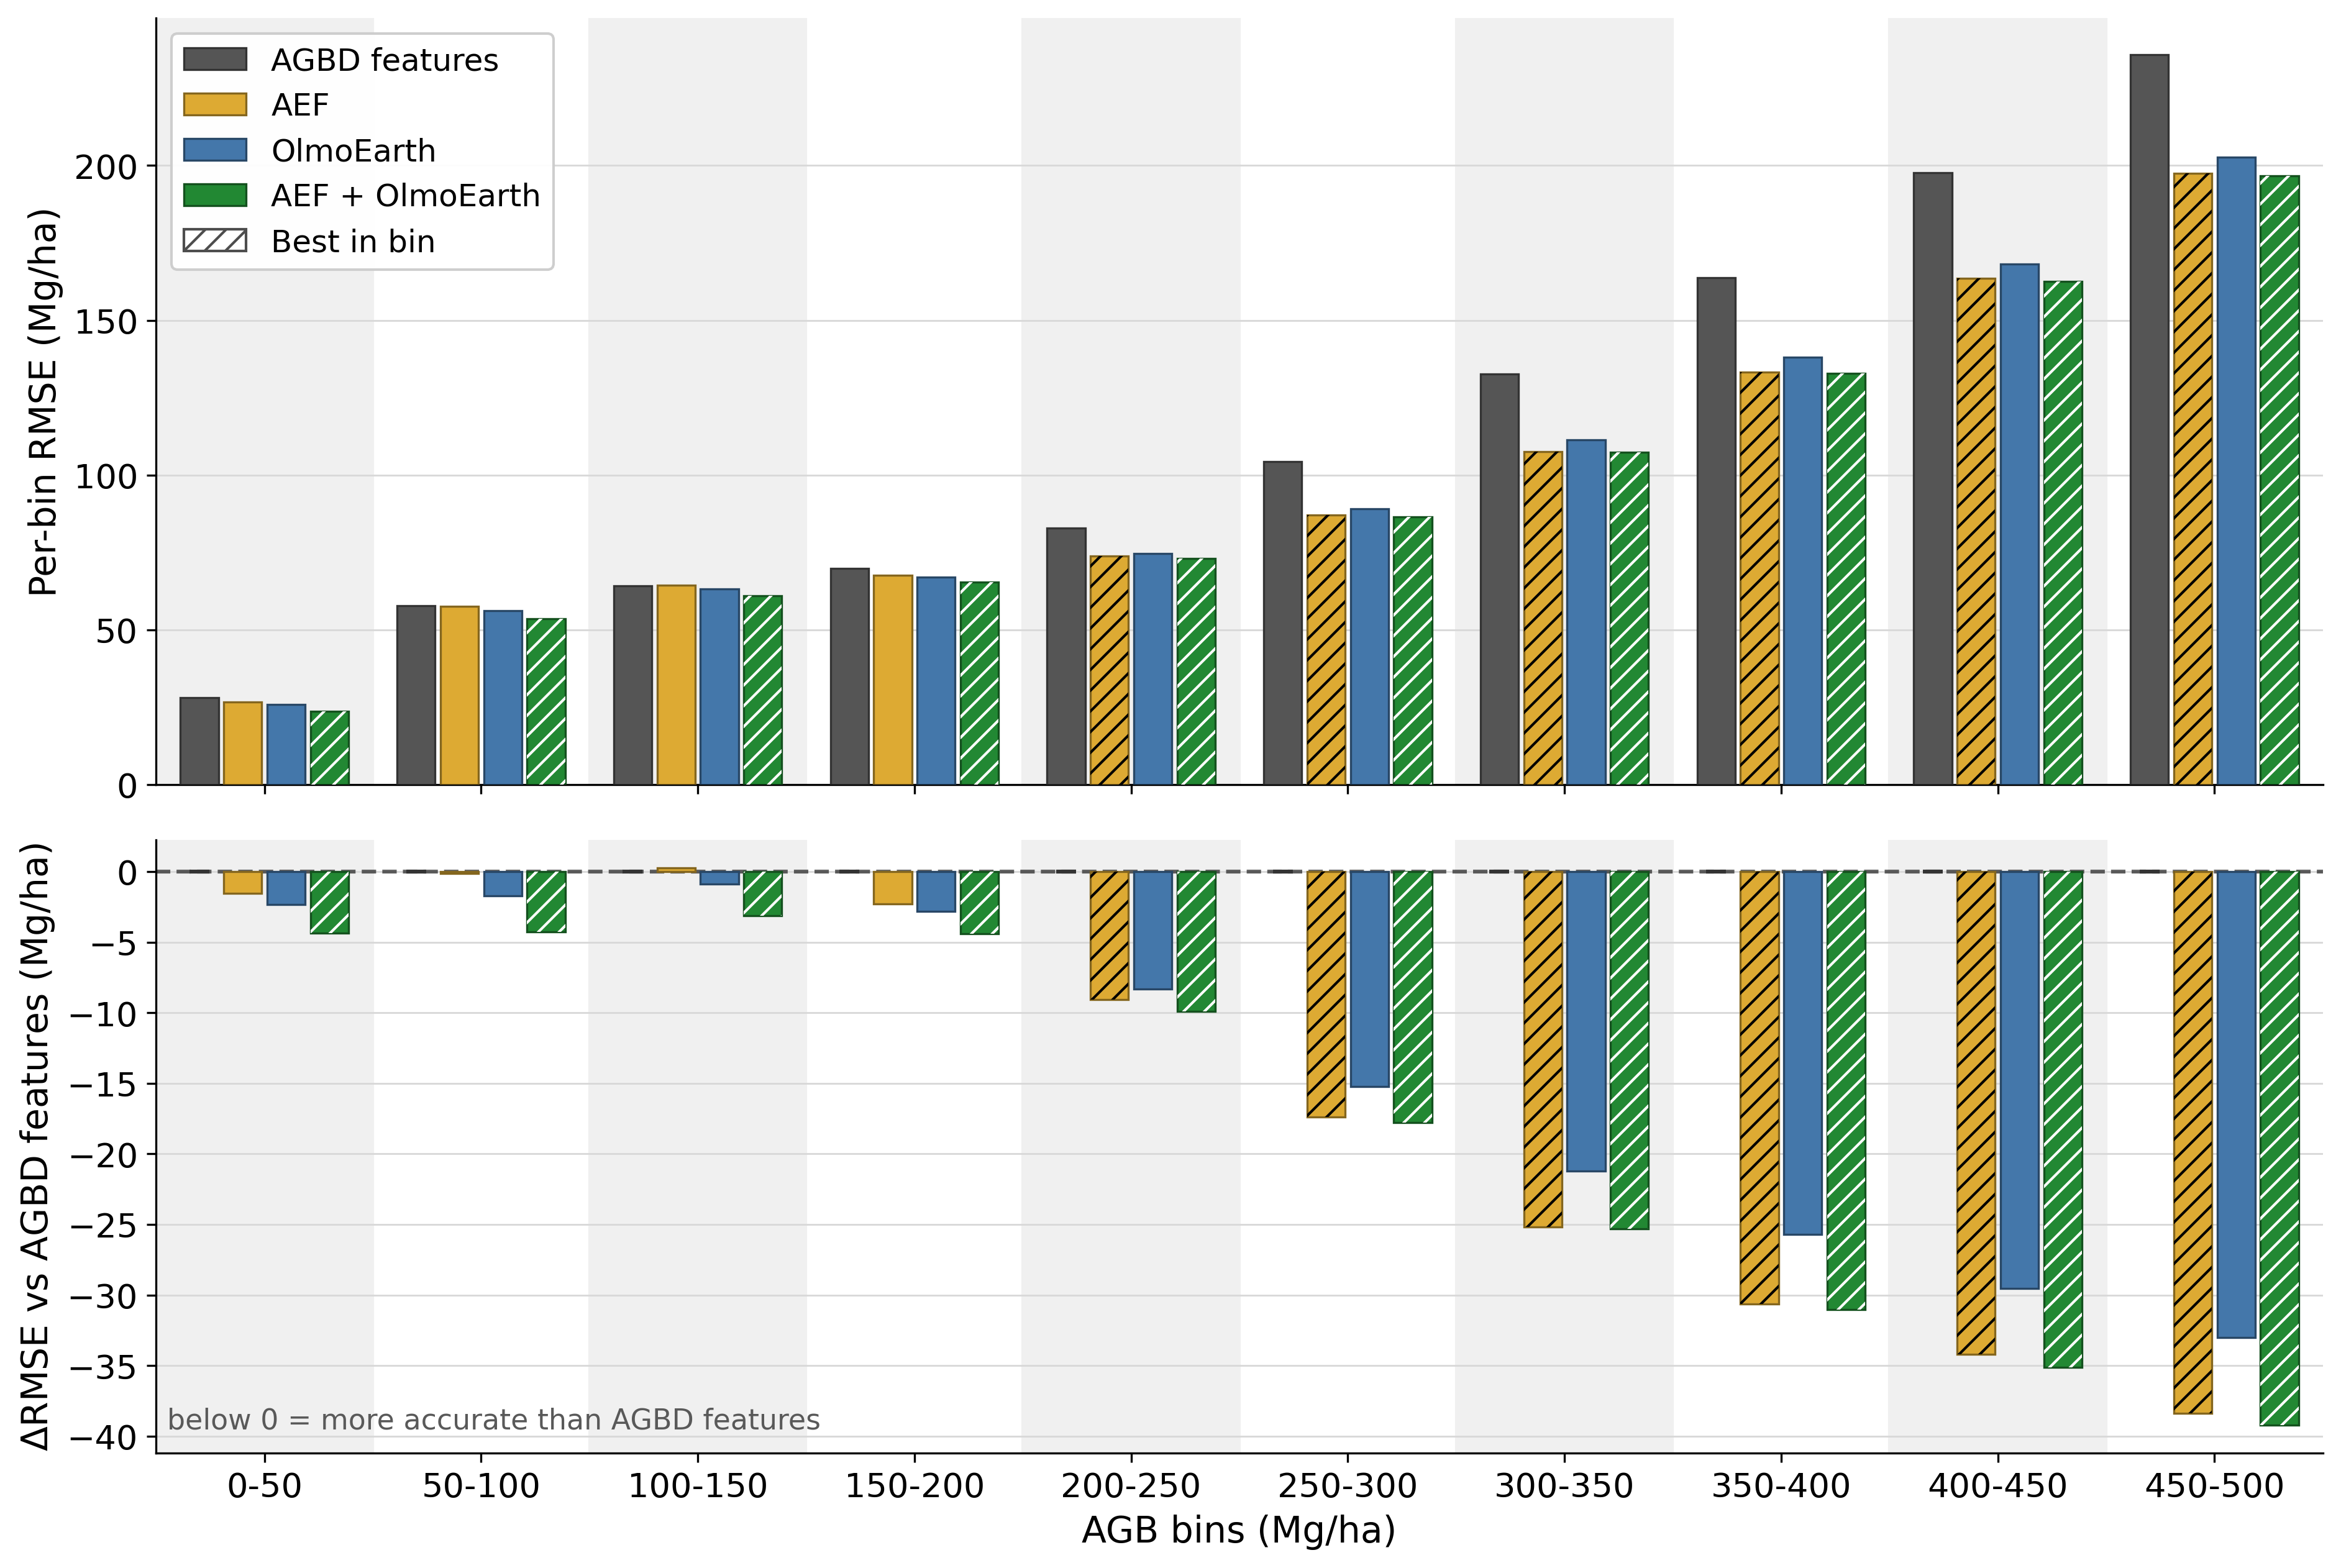 AGBD features
AEF
OlmoEarth
AEF + OlmoEarth
Best in bin
Per-bin RMSE (Mg/ha)
200
150
100
50
0
ΔRMSE vs AGBD features (Mg/ha)
0
−5
−10
−15
−20
−25
−30
−35
−40
below 0 = more accurate than AGBD features
0-50 50-100 100-150 150-200 200-250 250-300 300-350 350-400 400-450 450-500
AGB bins (Mg/ha)